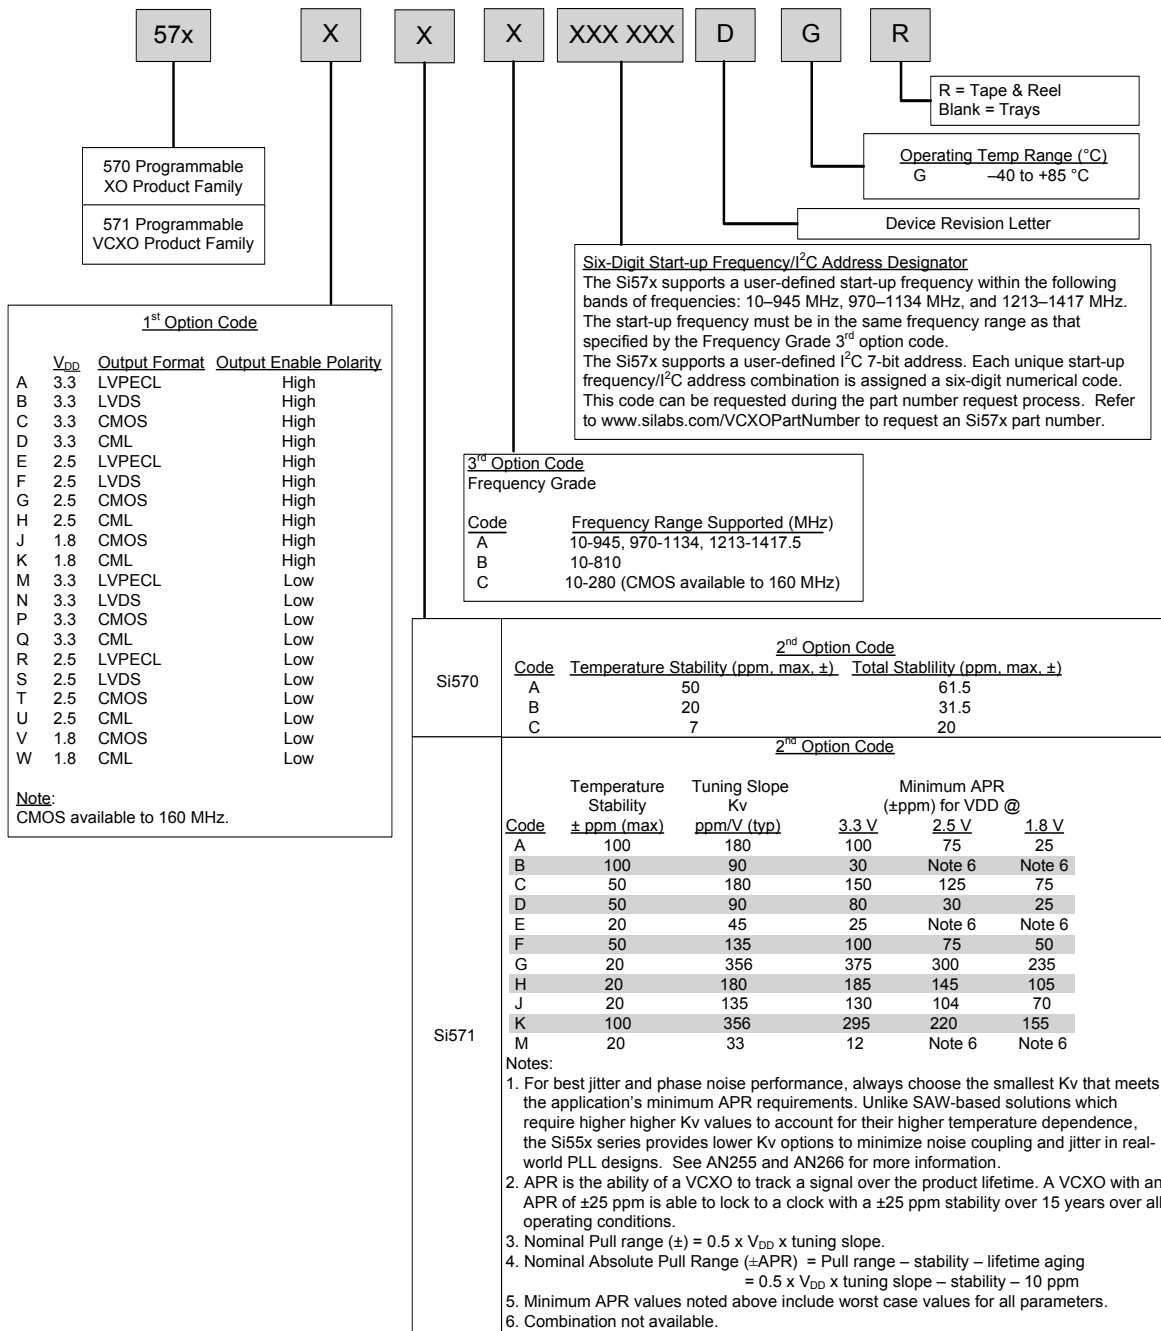 57x X X X XXX XXX D G R
R = Tape & Reel
Blank = Trays
Operating Temp Range (°C)
G –40 to +85 °C
Device Revision Letter
570 Programmable
XO Product Family
571 Programmable
VCXO Product Family
Six-Digit Start-up Frequency/I²C Address Designator
The Si57x supports a user-defined start-up frequency within the following
bands of frequencies: 10–945 MHz, 970–1134 MHz, and 1213–1417 MHz.
The start-up frequency must be in the same frequency range as that
specified by the Frequency Grade 3rd option code.
The Si57x supports a user-defined I²C 7-bit address. Each unique start-up
frequency/I²C address combination is assigned a six-digit numerical code.
This code can be requested during the part number request process. Refer
to www.silabs.com/VCXOPartNumber to request an Si57x part number.
1st Option Code
VDD Output Format Output Enable Polarity
A 3.3 LVPECL High
B 3.3 LVDS High
C 3.3 CMOS High
D 3.3 CML High
E 2.5 LVPECL High
F 2.5 LVDS High
G 2.5 CMOS High
H 2.5 CML High
J 1.8 CMOS High
K 1.8 CML High
M 3.3 LVPECL Low
N 3.3 LVDS Low
P 3.3 CMOS Low
Q 3.3 CML Low
R 2.5 LVPECL Low
S 2.5 LVDS Low
T 2.5 CMOS Low
U 2.5 CML Low
V 1.8 CMOS Low
W 1.8 CML Low
Note:
CMOS available to 160 MHz.
3rd Option Code
Frequency Grade
Code Frequency Range Supported (MHz)
A 10-945, 970-1134, 1213-1417.5
B 10-810
C 10-280 (CMOS available to 160 MHz)
Si570
2nd Option Code
Code Temperature Stability (ppm, max, ±) Total Stablility (ppm, max, ±)
A 50 61.5
B 20 31.5
C 7 20
Si571
2nd Option Code
Temperature Tuning Slope Minimum APR
Stability Kv (±ppm) for VDD @
Code ± ppm (max) ppm/V (typ) 3.3 V 2.5 V 1.8 V
A 100 180 100 75 25
B 100 90 30 Note 6 Note 6
C 50 180 150 125 75
D 50 90 80 30 25
E 20 45 25 Note 6 Note 6
F 50 135 100 75 50
G 20 356 375 300 235
H 20 180 185 145 105
J 20 135 130 104 70
K 100 356 295 220 155
M 20 33 12 Note 6 Note 6
Notes:
1. For best jitter and phase noise performance, always choose the smallest Kv that meets
the application's minimum APR requirements. Unlike SAW-based solutions which
require higher higher Kv values to account for their higher temperature dependence,
the Si55x series provides lower Kv options to minimize noise coupling and jitter in real-
world PLL designs. See AN255 and AN266 for more information.
2. APR is the ability of a VCXO to track a signal over the product lifetime. A VCXO with an
APR of ±25 ppm is able to lock to a clock with a ±25 ppm stability over 15 years over all
operating conditions.
3. Nominal Pull range (±) = 0.5 x VDD x tuning slope.
4. Nominal Absolute Pull Range (±APR) = Pull range – stability – lifetime aging
= 0.5 x VDD x tuning slope – stability – 10 ppm
5. Minimum APR values noted above include worst case values for all parameters.
6. Combination not available.